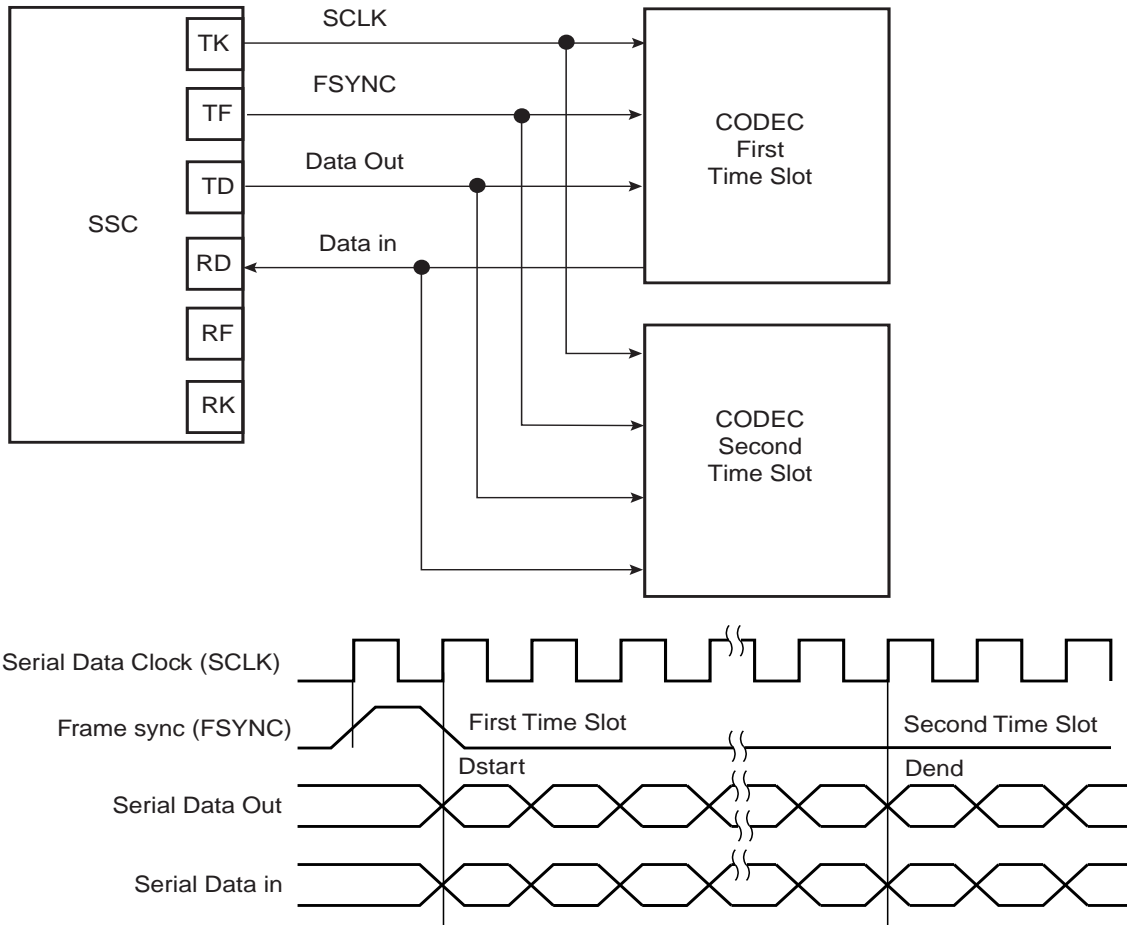 SCLK
TK
FSYNC
TF
CODEC
First
Time Slot
Data Out
TD
SSC
Data in
RD
RF
RK
CODEC
Second
Time Slot
Serial Data Clock (SCLK)
Frame sync (FSYNC)
First Time Slot
Second Time Slot
Dstart
Dend
Serial Data Out
Serial Data in